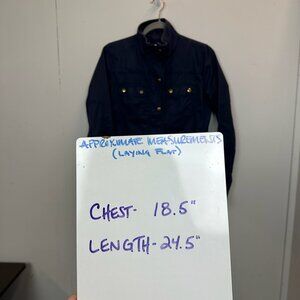 APPROXIMATE MEASUREMENTS
(LAYING FLAT)
CHEST- 18.5"
LENGTH-24.5"